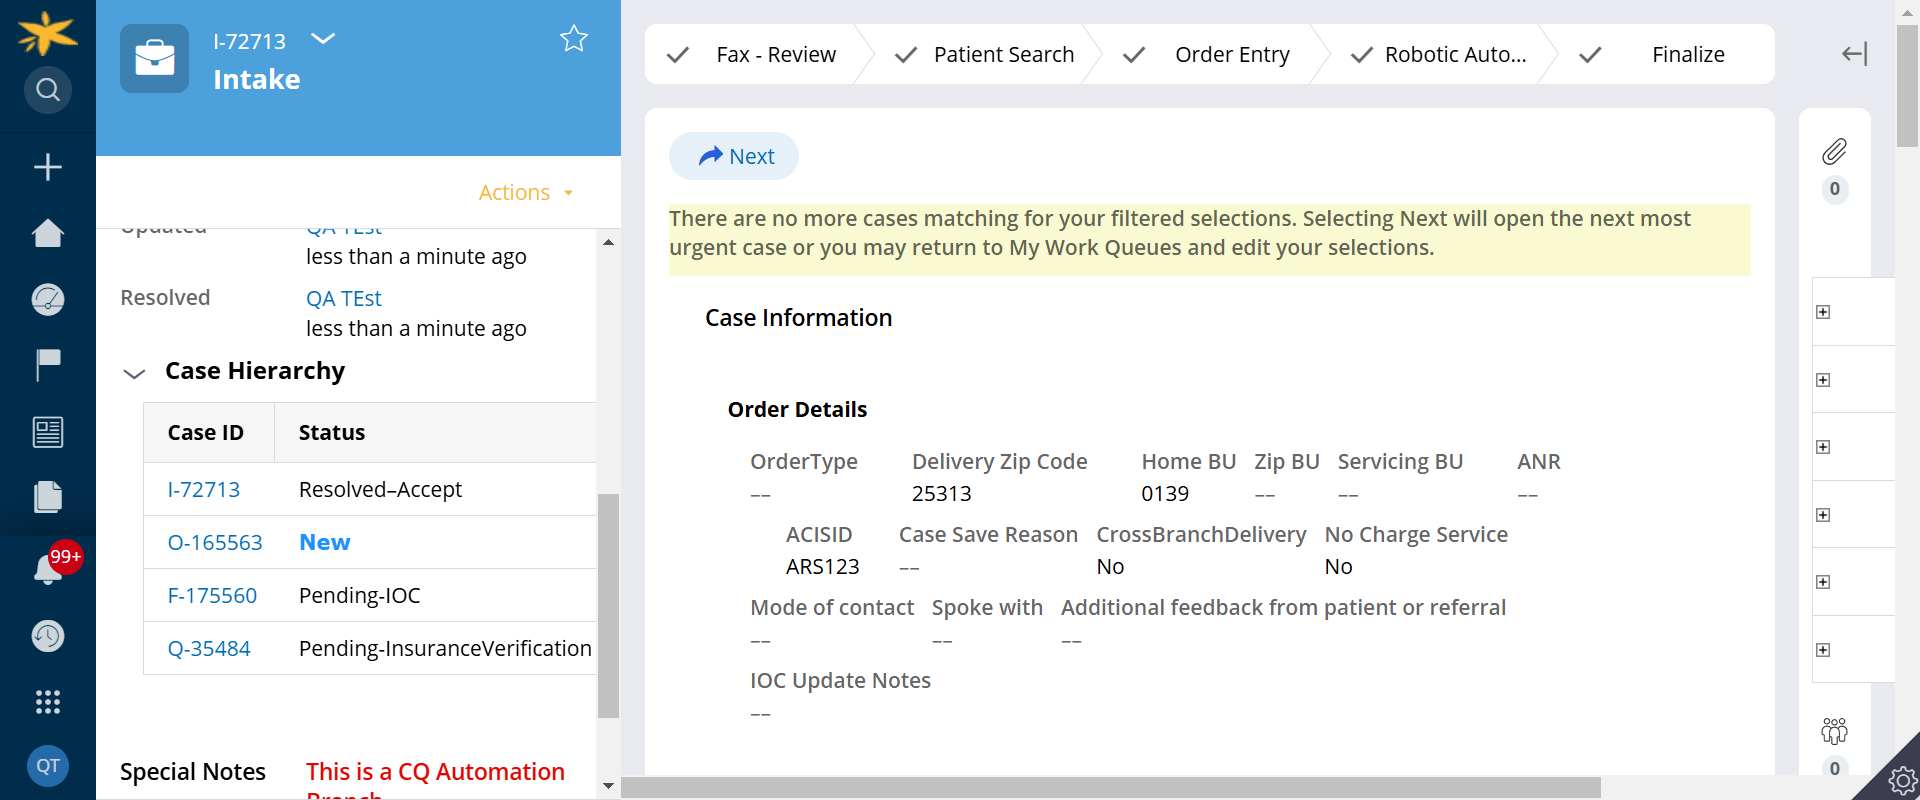 I-72713
Intake
Actions
Updated
QA TEst
less than a minute ago
Resolved
QA TEst
less than a minute ago
Case Hierarchy
Case ID Status
I-72713 Resolved–Accept
O-165563 New
F-175560 Pending-IOC
Q-35484 Pending-InsuranceVerification
Special Notes
This is a CQ Automation
Branch
99+
QT
Fax - Review
Patient Search
Order Entry
Robotic Auto...
Finalize
Next
There are no more cases matching for your filtered selections. Selecting Next will open the next most
urgent case or you may return to My Work Queues and edit your selections.
Case Information
Order Details
OrderType Delivery Zip Code Home BU Zip BU Servicing BU ANR
-- 25313 0139 -- -- --
ACISID Case Save Reason CrossBranchDelivery No Charge Service
ARS123 -- No No
Mode of contact Spoke with Additional feedback from patient or referral
-- -- --
IOC Update Notes
--
0
0